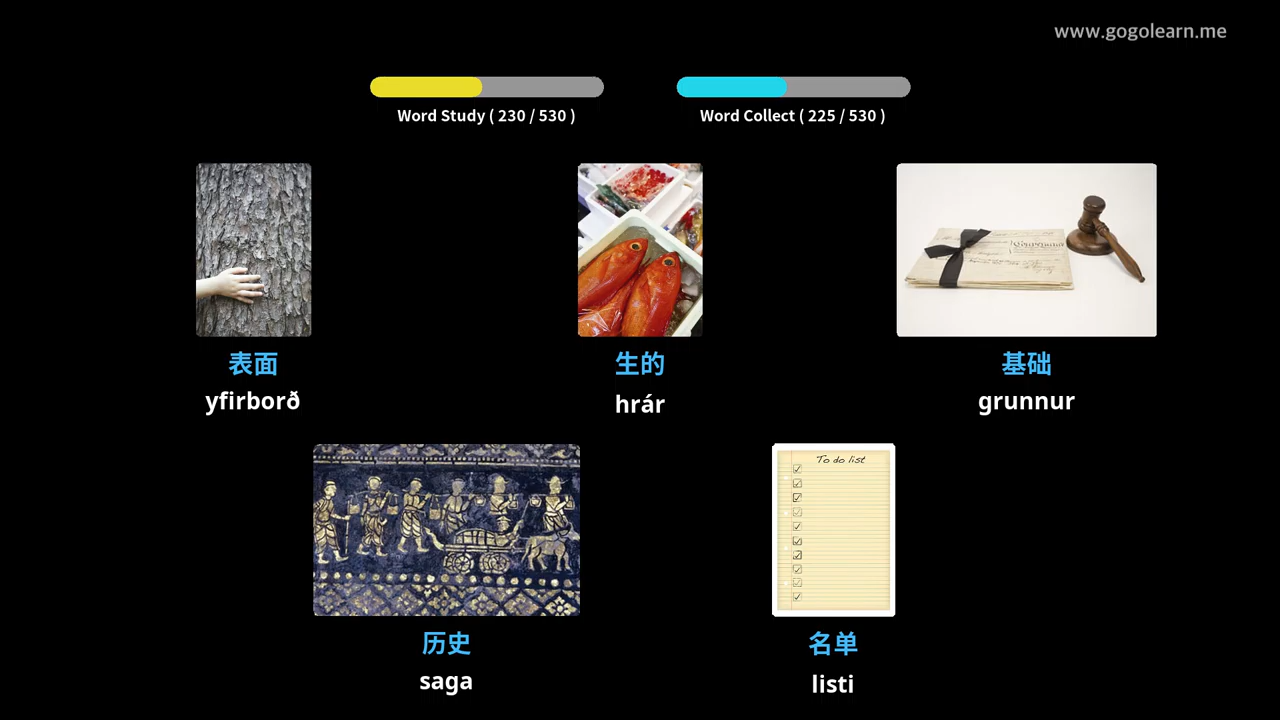 www.gogolearn.me
Word Study ( 230 / 530 )
Word Collect ( 225 / 530 )
表面
yfirborð
生的
hrár
基础
grunnur
To do list
历史
saga
名单
listi